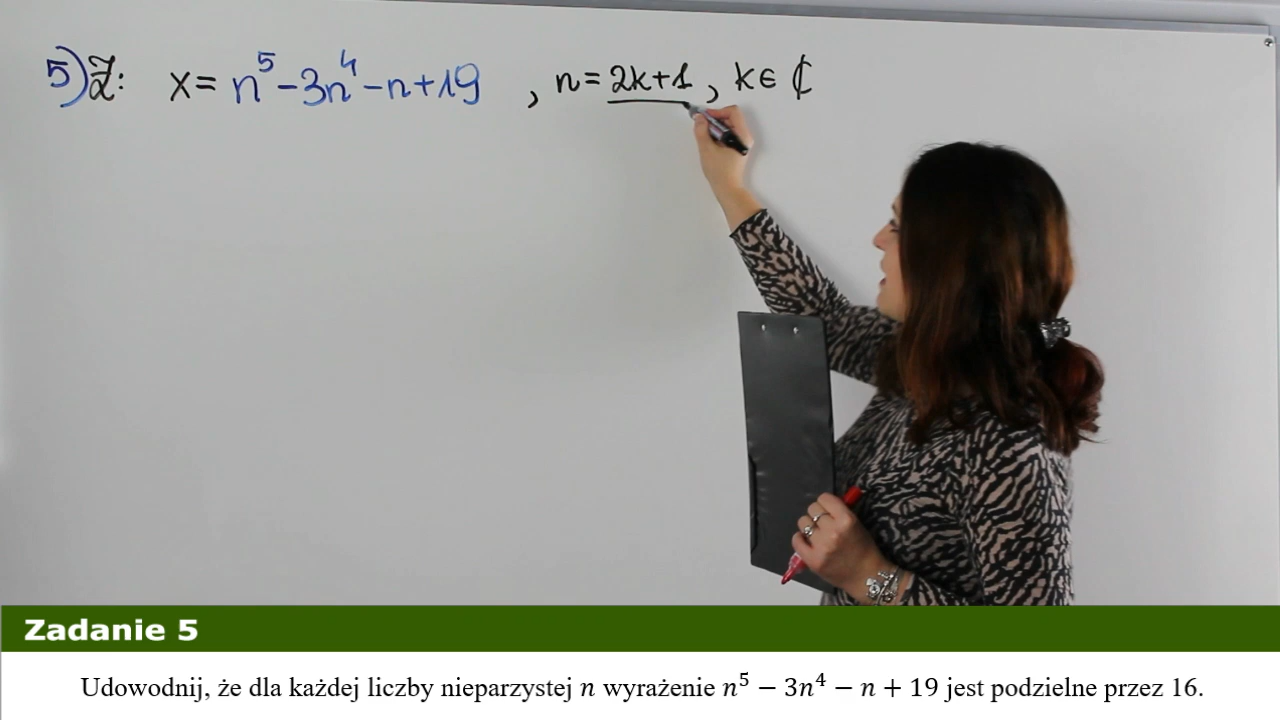 5) Z: x = n⁵ - 3n⁴ - n + 19 , n = 2k+1 , k ∈ ℂ
Zadanie 5
Udowodnij, że dla każdej liczby nieparzystej n wyrażenie n⁵ − 3n⁴ − n + 19 jest podzielne przez 16.